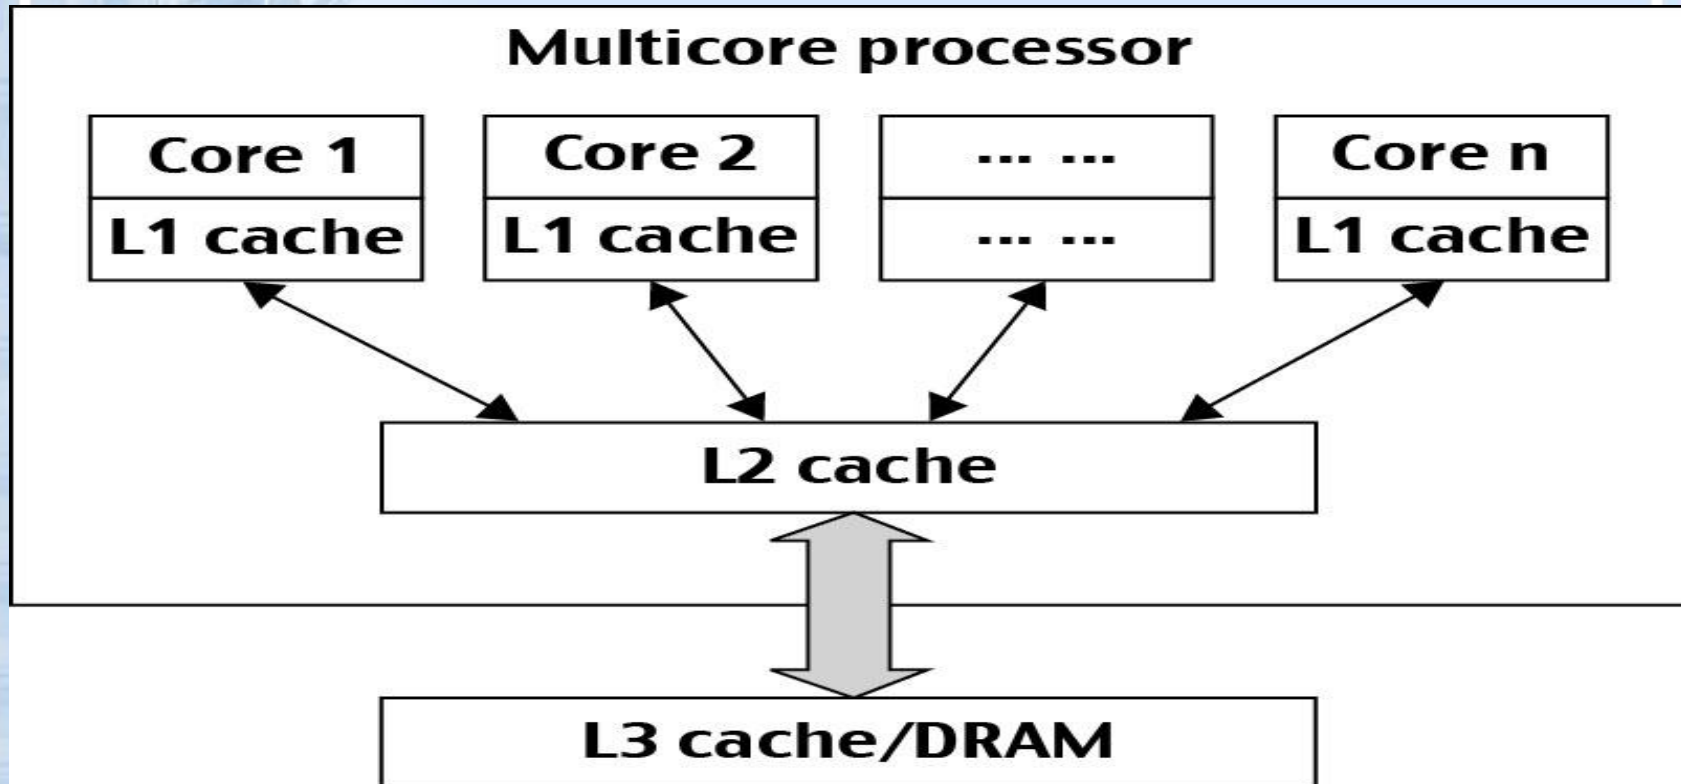 Multicore processor
Core 1
L1 cache
Core 2
L1 cache
... ...
... ...
Core n
L1 cache
L2 cache
L3 cache/DRAM